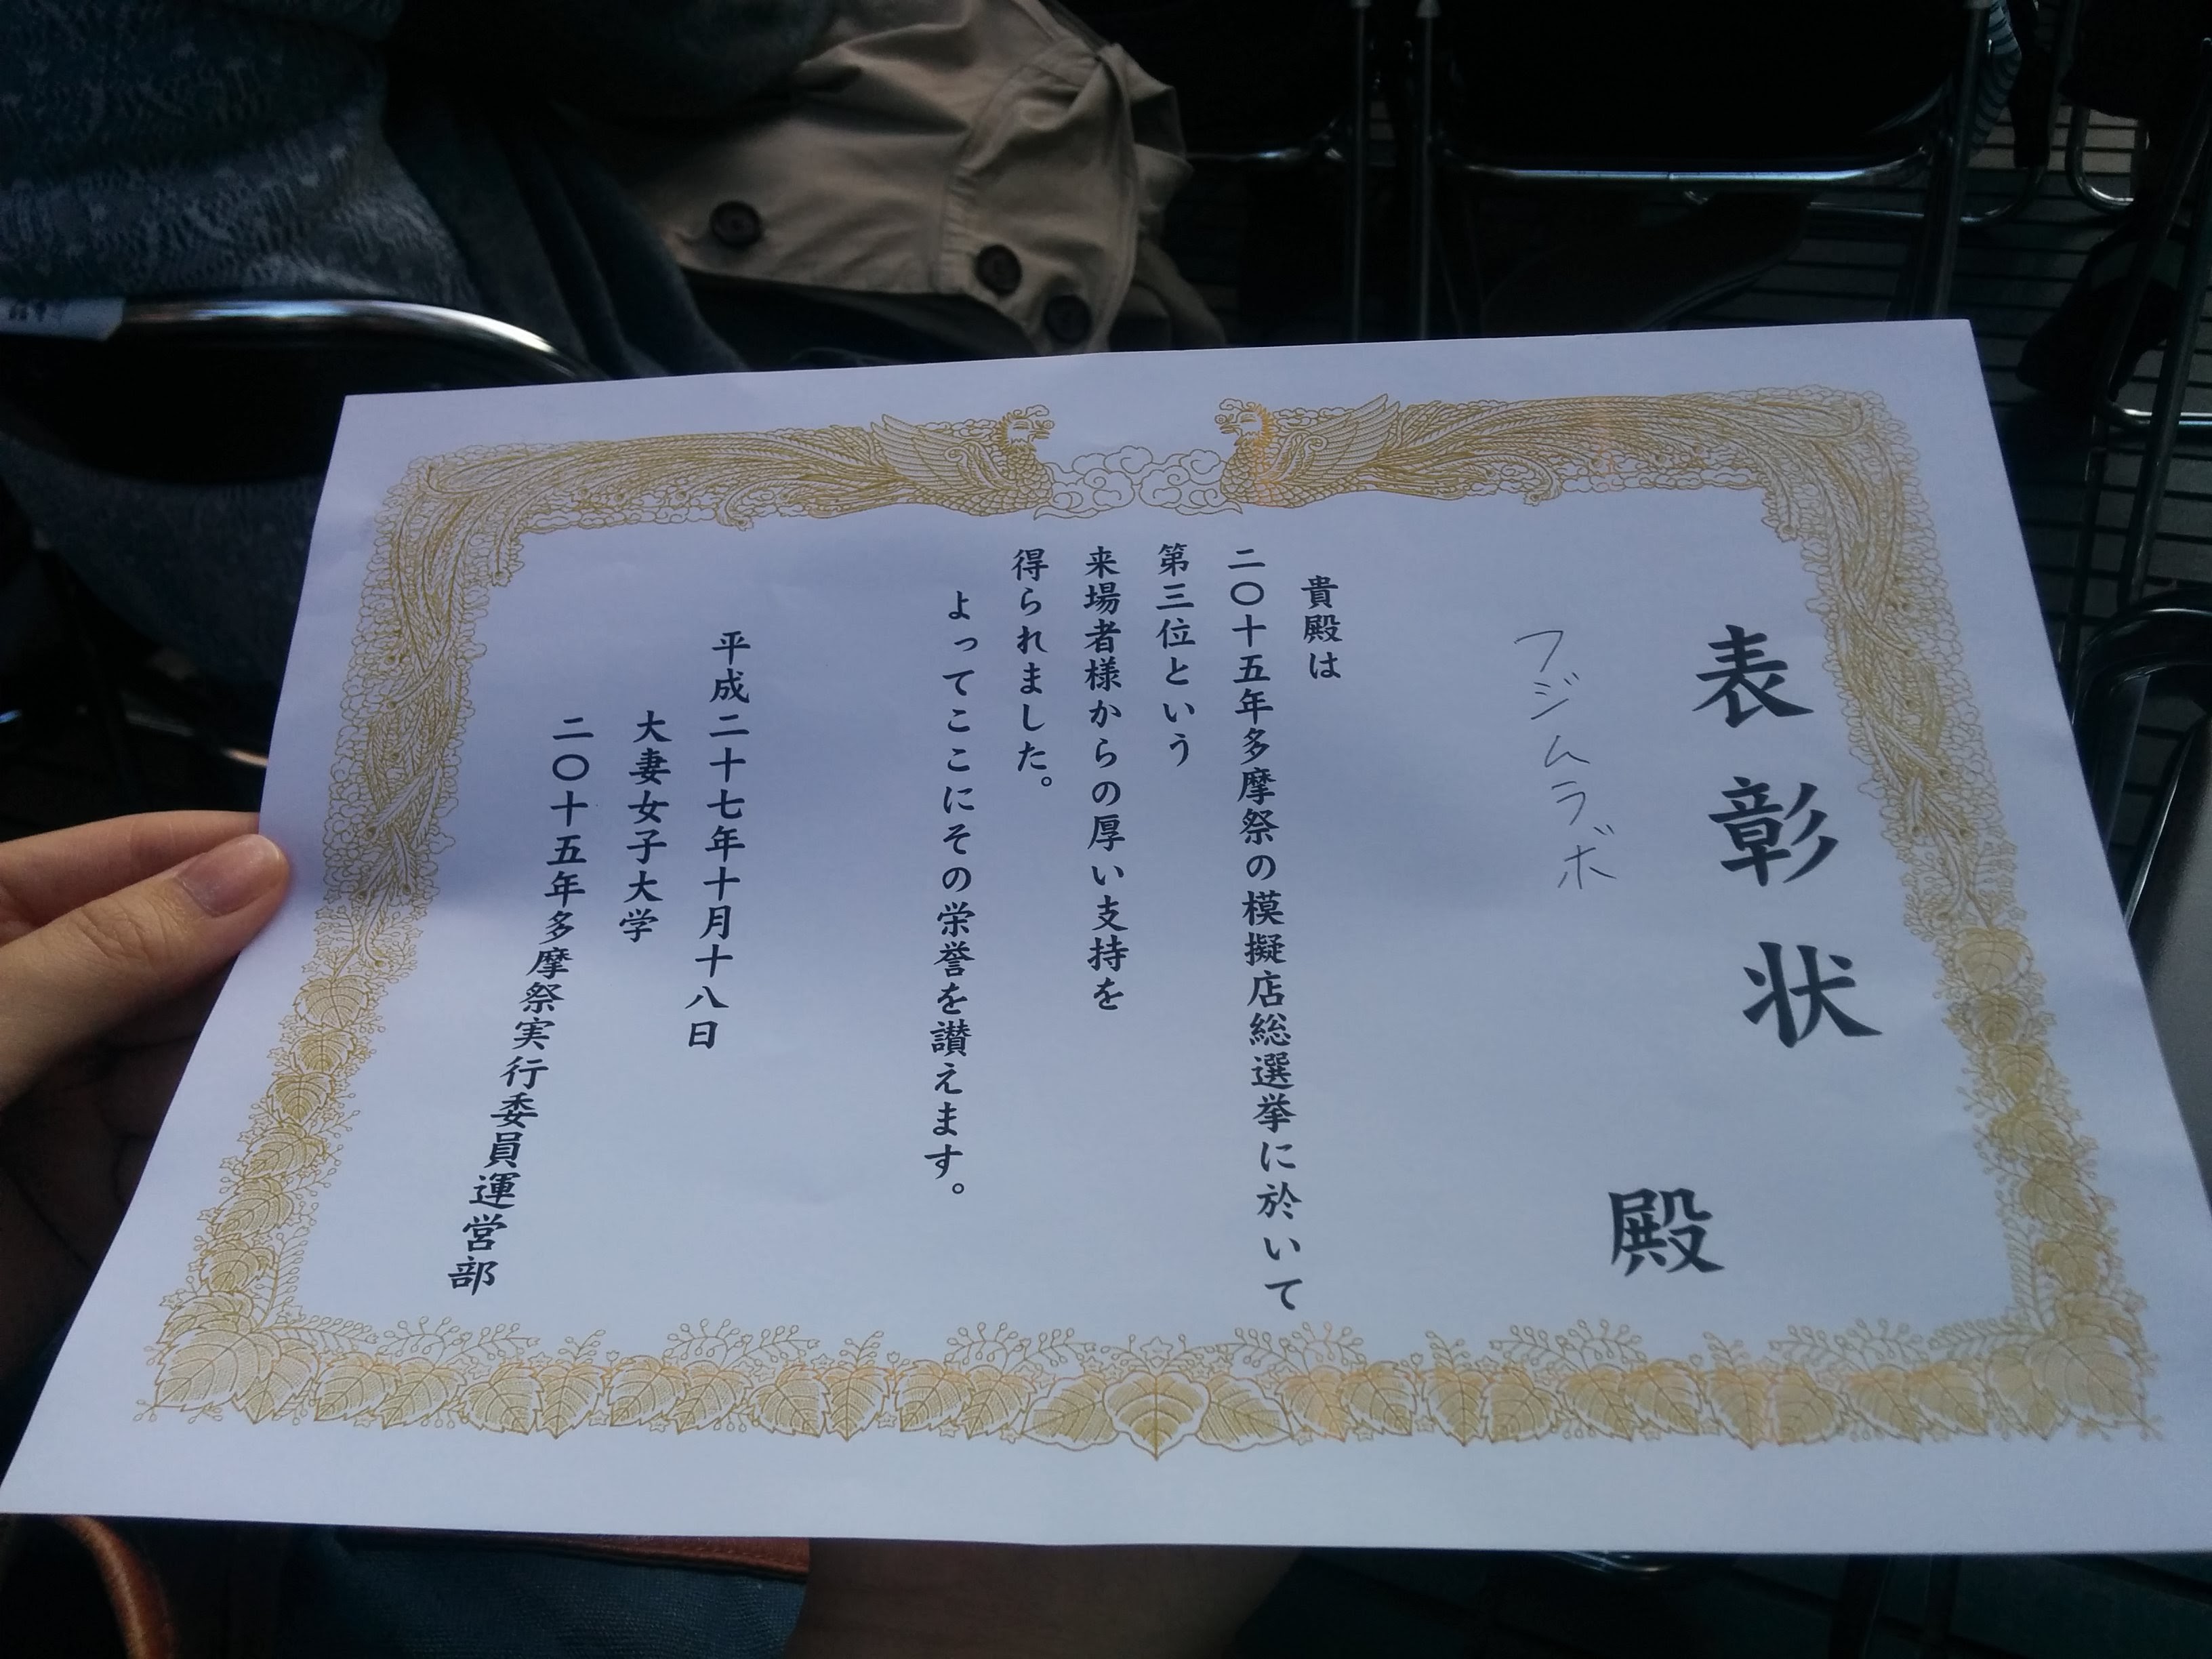 表彰状
フジムラボ
殿
貴殿は
二〇十五年多摩祭の模擬店総選挙に於いて
第三位という
来場者様からの厚い支持を
得られました。
よってここにその栄誉を讃えます。
平成二十七年十月十八日
大妻女子大学
二〇十五年多摩祭実行委員運営部